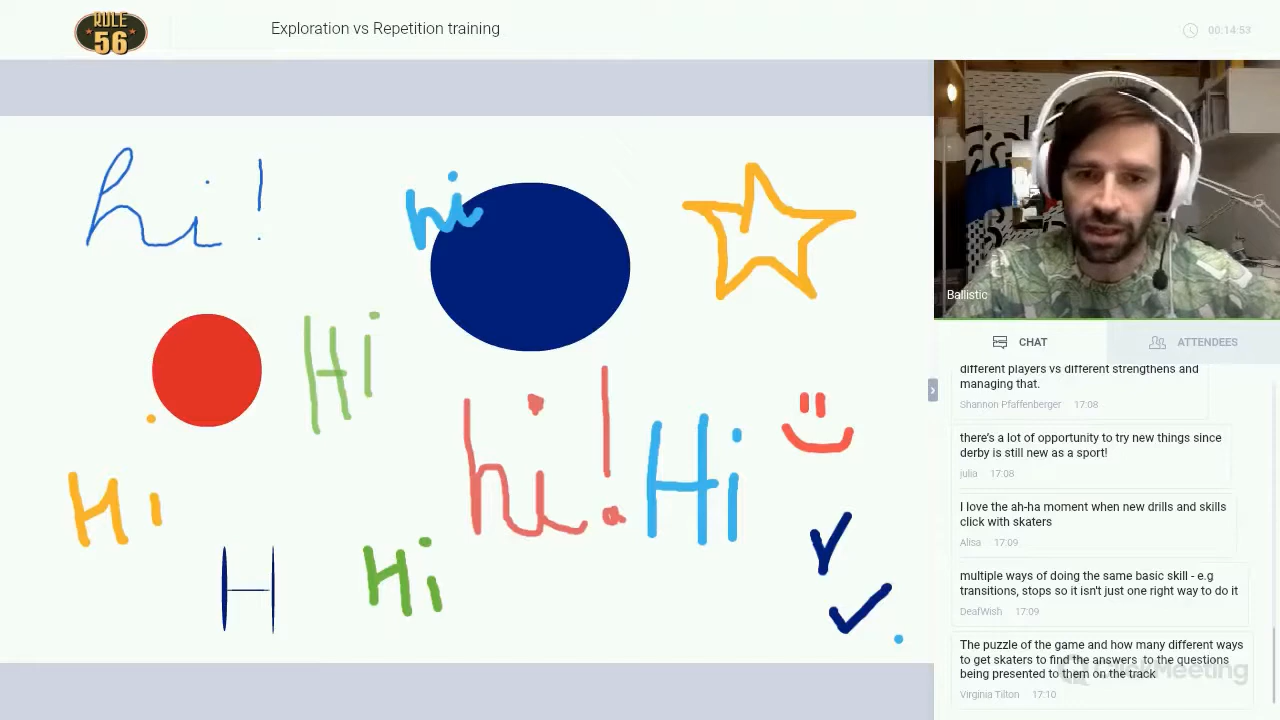 RULE
56
Exploration vs Repetition training
00:14:53
hi!
hi
Hi
hi!
Hi
Hi
H
Hi
Ballistic
CHAT
ATTENDEES
different players vs different strengthens and
managing that.
Shannon Pfaffenberger 17:08
there's a lot of opportunity to try new things since
derby is still new as a sport!
julia 17:08
I love the ah-ha moment when new drills and skills
click with skaters
Alisa 17:09
multiple ways of doing the same basic skill - e.g
transitions, stops so it isn't just one right way to do it
DeafWish 17:09
The puzzle of the game and how many different ways
to get skaters to find the answers to the questions
being presented to them on the track
Virginia Tilton 17:10
ClickMeeting